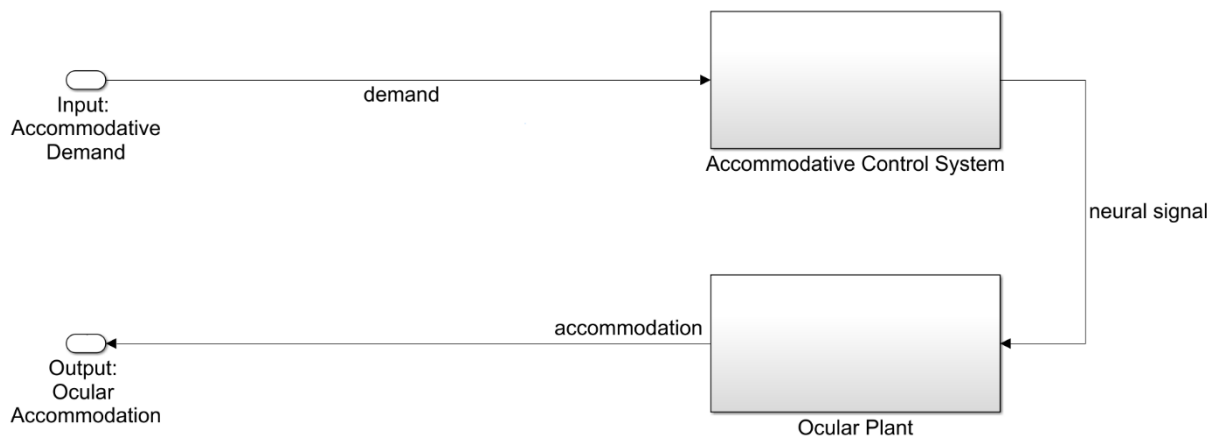 Input:
Accommodative
Demand
demand
Accommodative Control System
neural signal
accommodation
Output:
Ocular
Accommodation
Ocular Plant